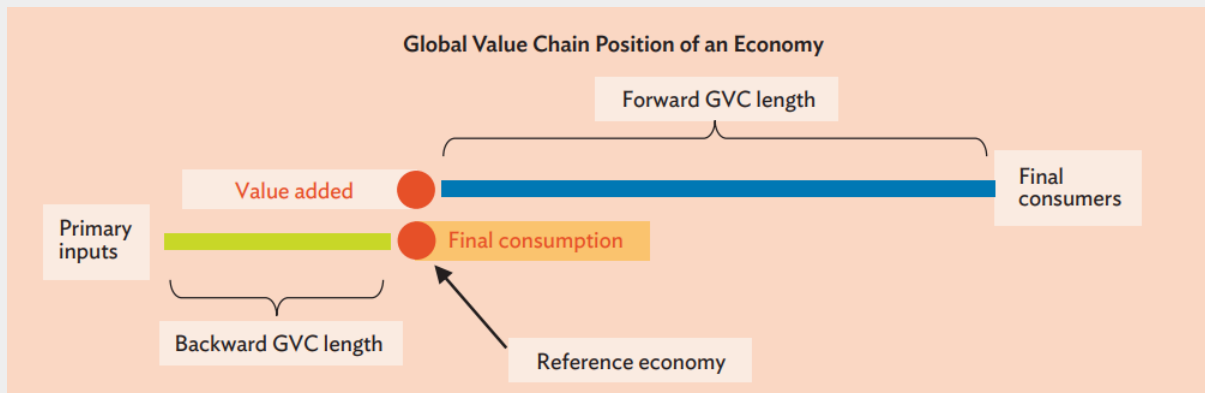 Global Value Chain Position of an Economy
Forward GVC length
Value added
Final
consumers
Primary
inputs
Final consumption
Backward GVC length
Reference economy